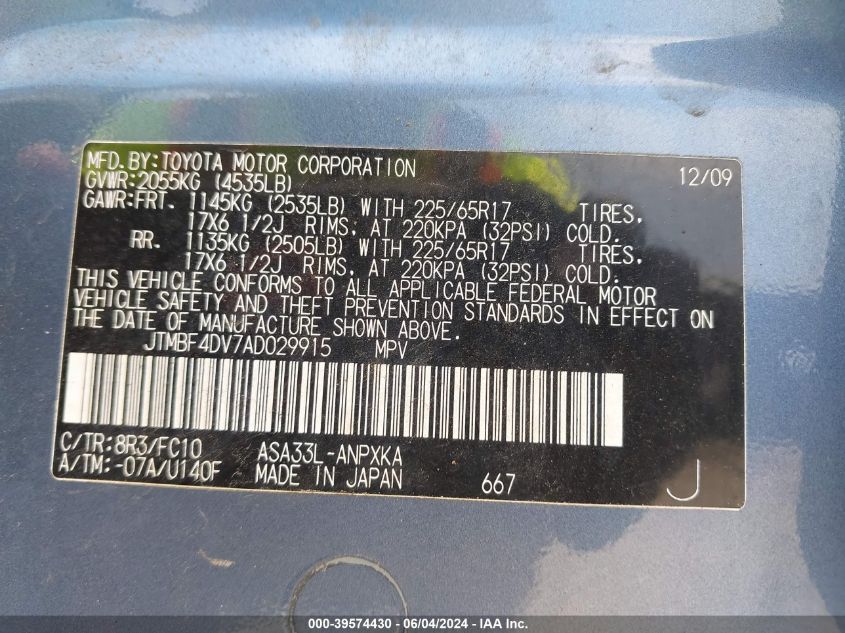 MFD.BY:TOYOTA MOTOR CORPORATION 12/09
GVWR:2055KG (4535LB)
GAWR:FRT. 1145KG (2535LB) WITH 225/65R17 TIRES,
17X6 1/2J RIMS, AT 220KPA (32PSI) COLD.
RR. 1135KG (2505LB) WITH 225/65R17 TIRES,
17X6 1/2J RIMS, AT 220KPA (32PSI) COLD.
THIS VEHICLE CONFORMS TO ALL APPLICABLE FEDERAL MOTOR
VEHICLE SAFETY AND THEFT PREVENTION STANDARDS IN EFFECT ON
THE DATE OF MANUFACTURE SHOWN ABOVE.
JTMBF4DV7AD029915 MPV
C/TR:8R3/FC10 ASA33L-ANPXKA
A/TM:-07A/U140F MADE IN JAPAN 667 J
000-39574430 - 06/04/2024 - IAA Inc.